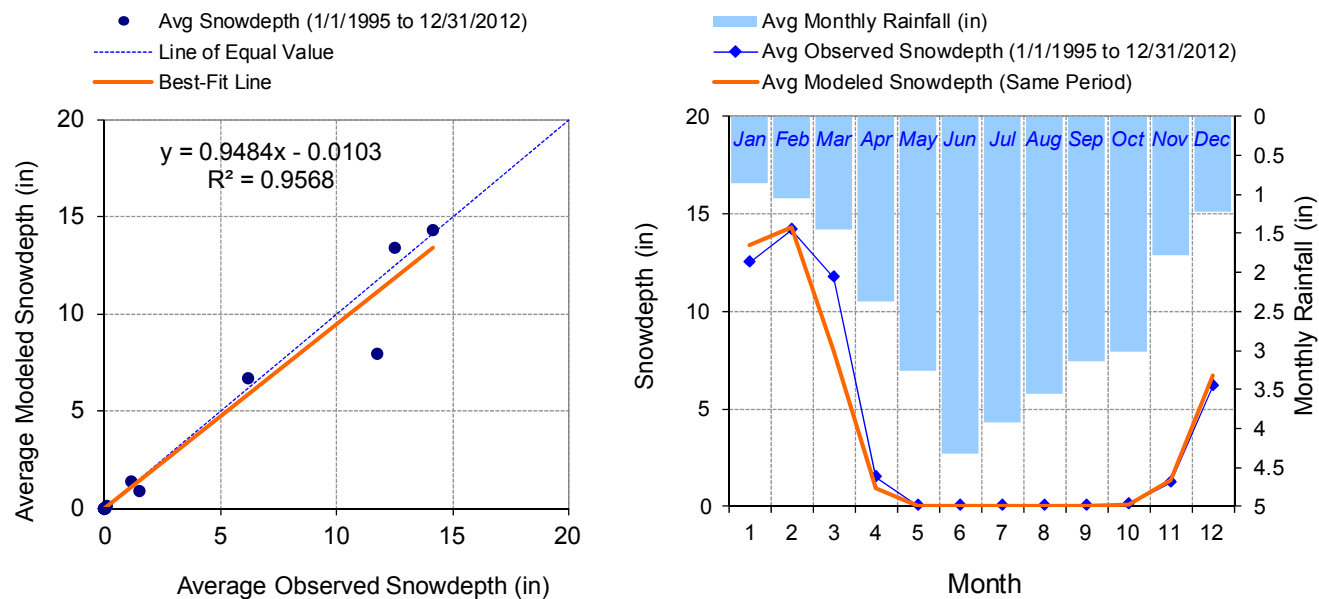 Avg Snowdepth (1/1/1995 to 12/31/2012)
Line of Equal Value
Best-Fit Line
20
15
10
5
0
y = 0.9484x - 0.0103
R² = 0.9568
0 5 10 15 20
Average Modeled Snowdepth (in)
Average Observed Snowdepth (in)
Avg Monthly Rainfall (in)
Avg Observed Snowdepth (1/1/1995 to 12/31/2012)
Avg Modeled Snowdepth (Same Period)
20
15
10
5
0
Snowdepth (in)
Jan Feb Mar Apr May Jun Jul Aug Sep Oct Nov Dec
0
0.5
1
1.5
2
2.5
3
3.5
4
4.5
5
Monthly Rainfall (in)
1 2 3 4 5 6 7 8 9 10 11 12
Month